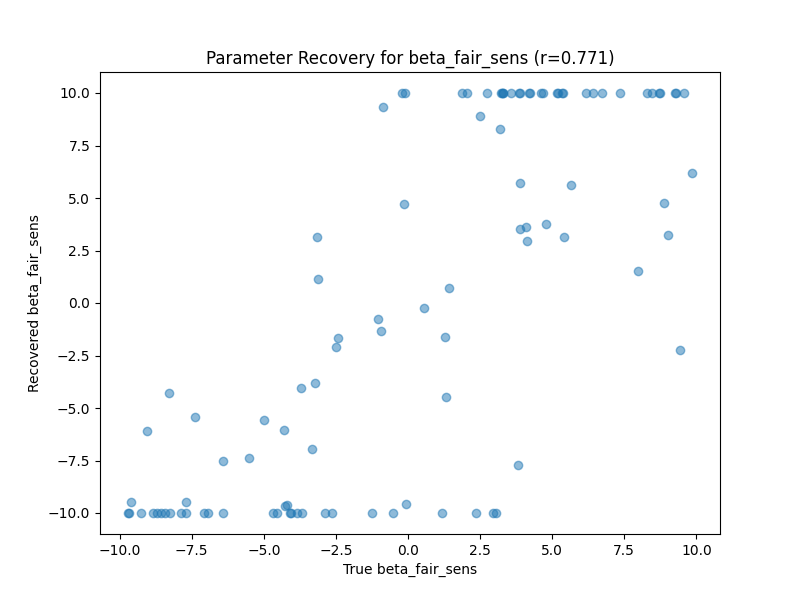 Parameter Recovery for beta_fair_sens (r=0.771)
Recovered beta_fair_sens
10.0
7.5
5.0
2.5
0.0
−2.5
−5.0
−7.5
−10.0
−10.0 −7.5 −5.0 −2.5 0.0 2.5 5.0 7.5 10.0
True beta_fair_sens